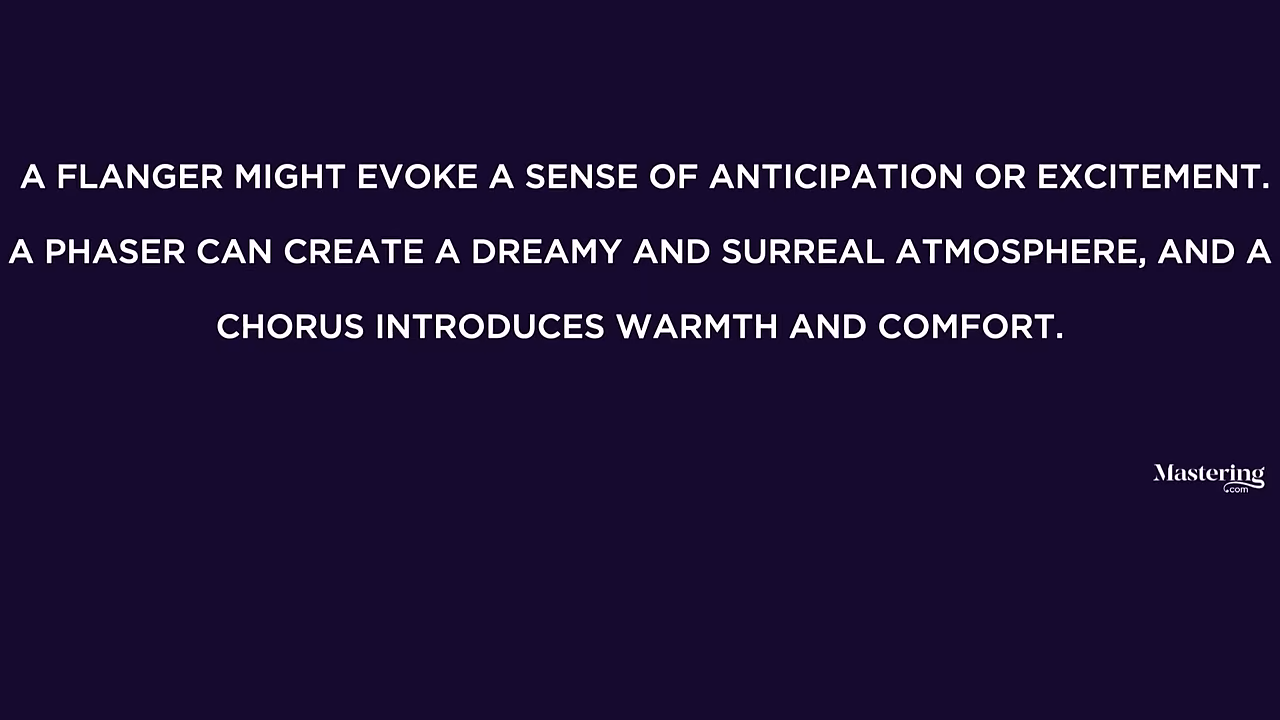 A FLANGER MIGHT EVOKE A SENSE OF ANTICIPATION OR EXCITEMENT.
A PHASER CAN CREATE A DREAMY AND SURREAL ATMOSPHERE, AND A
CHORUS INTRODUCES WARMTH AND COMFORT.
Mastering
.com